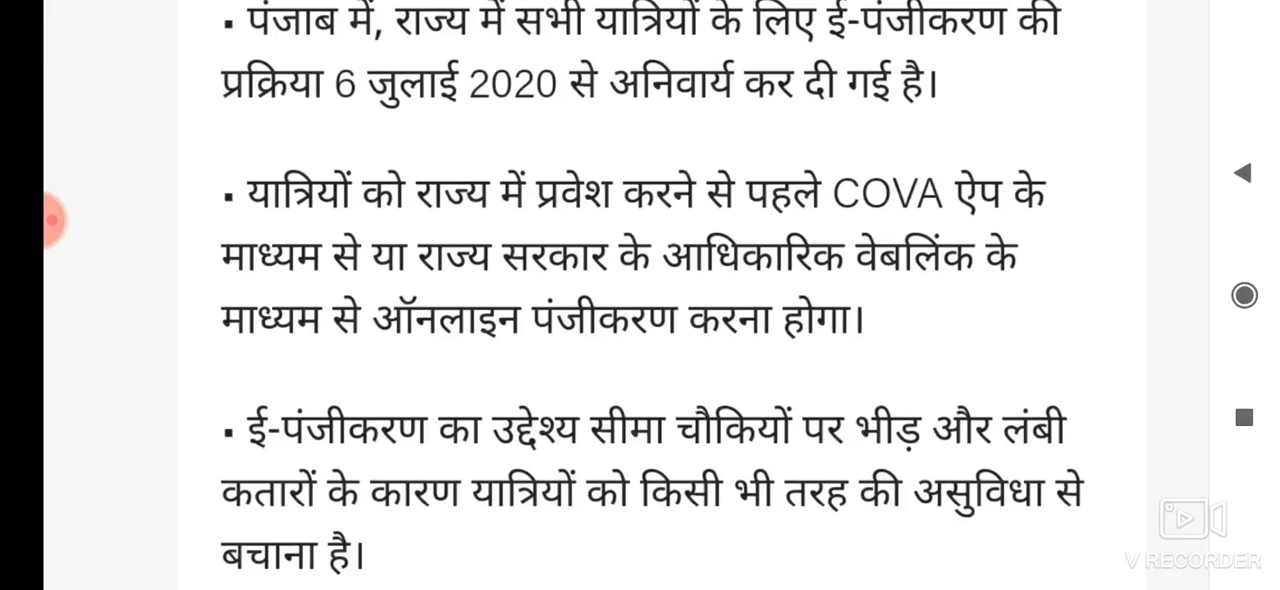 ▪ पंजाब में, राज्य में सभी यात्रियों के लिए ई-पंजीकरण की
प्रक्रिया 6 जुलाई 2020 से अनिवार्य कर दी गई है।
▪ यात्रियों को राज्य में प्रवेश करने से पहले COVA ऐप के
माध्यम से या राज्य सरकार के आधिकारिक वेबलिंक के
माध्यम से ऑनलाइन पंजीकरण करना होगा।
▪ ई-पंजीकरण का उद्देश्य सीमा चौकियों पर भीड़ और लंबी
कतारों के कारण यात्रियों को किसी भी तरह की असुविधा से
बचाना है।
V RECORDER